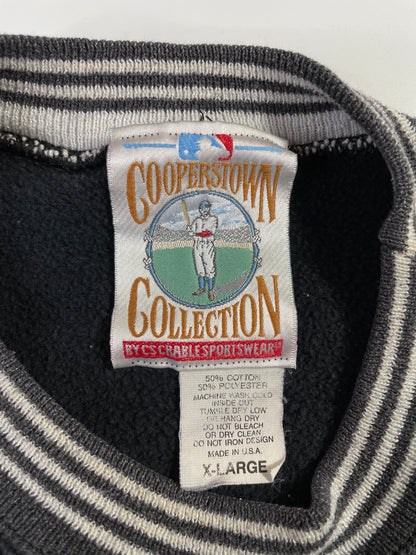 COOPERSTOWN
COLLECTION
BY CS CRABLE SPORTSWEAR
50% COTTON
50% POLYESTER
MACHINE WASH COLD
INSIDE OUT
TUMBLE DRY LOW
OR HANG DRY
DO NOT BLEACH
OR DRY CLEAN
DO NOT IRON DESIGN
MADE IN U.S.A.
X-LARGE